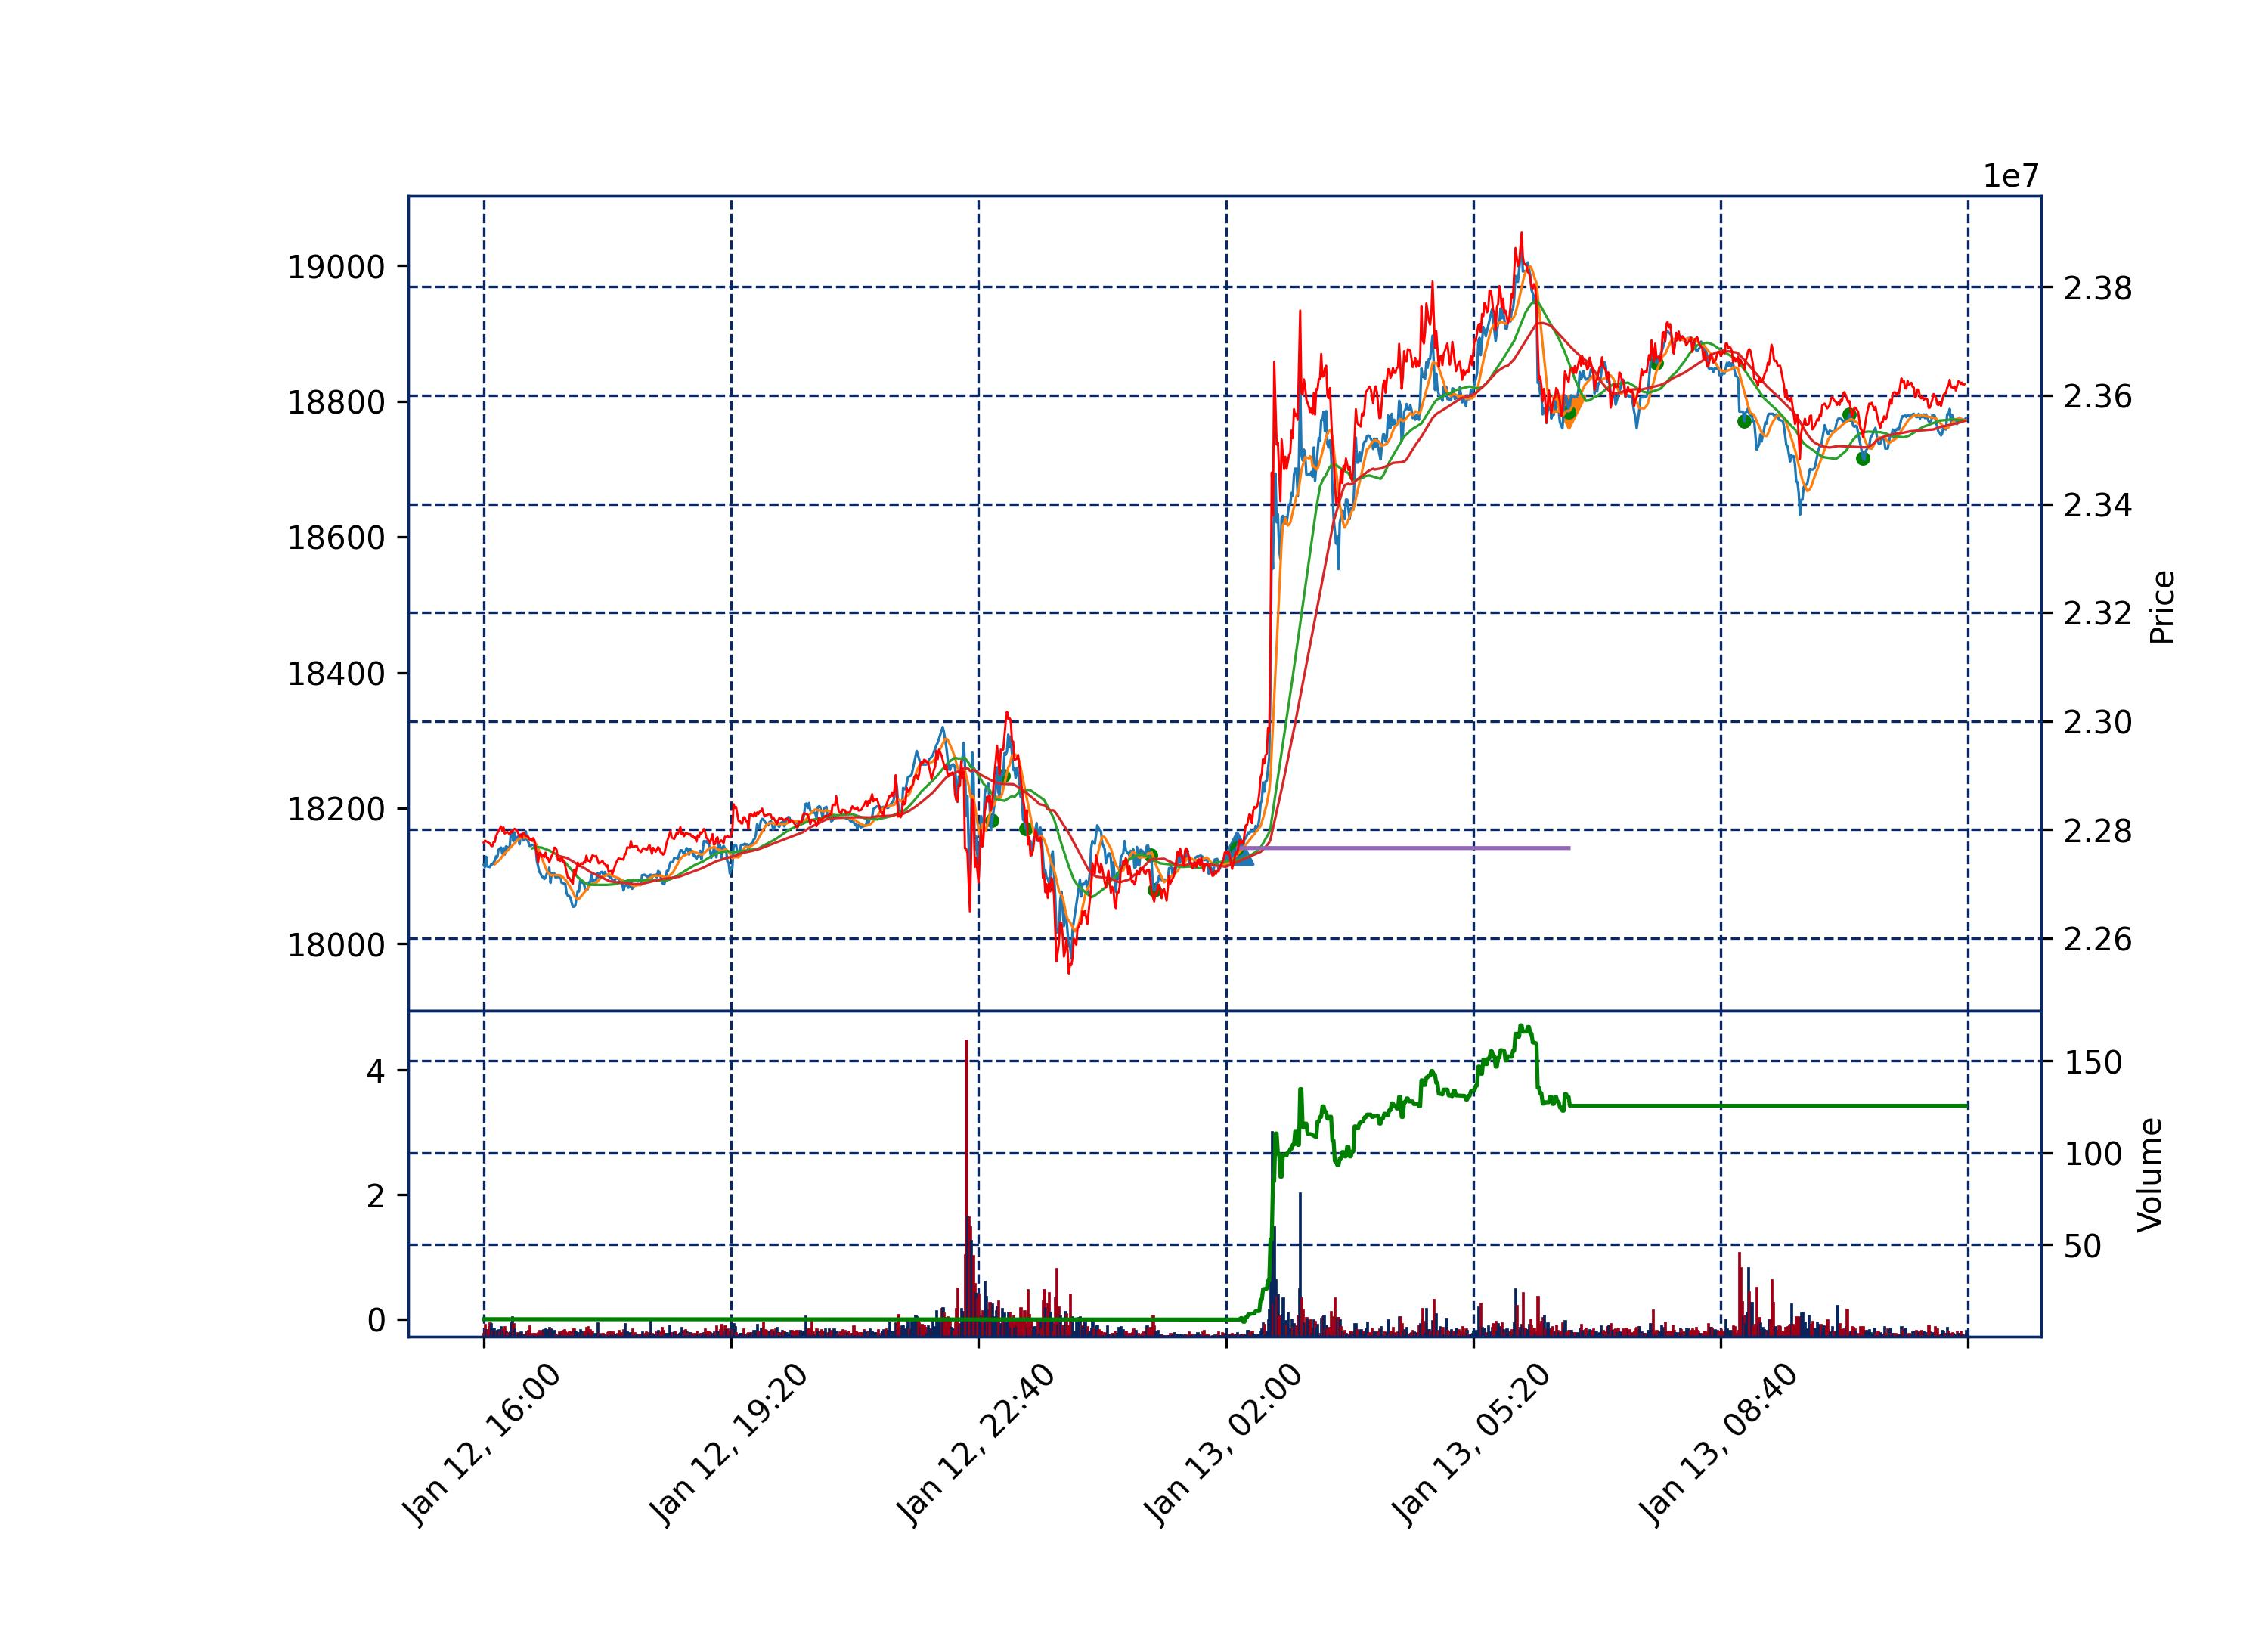 1e7
19000
18800
18600
18400
18200
18000
2.38
2.36
2.34
2.32
2.30
2.28
2.26
Price
4
2
0
150
100
50
Volume
Jan 12, 16:00
Jan 12, 19:20
Jan 12, 22:40
Jan 13, 02:00
Jan 13, 05:20
Jan 13, 08:40